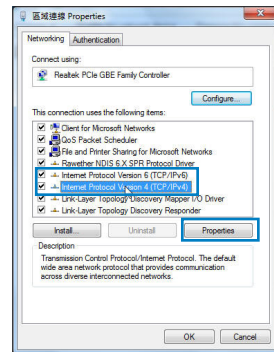 區域連線 Properties
Networking Authentication
Connect using:
Realtek PCIe GBE Family Controller
Configure...
This connection uses the following items:
Client for Microsoft Networks
QoS Packet Scheduler
File and Printer Sharing for Microsoft Networks
Rawether NDIS 6.X SPR Protocol Driver
Internet Protocol Version 6 (TCP/IPv6)
Internet Protocol Version 4 (TCP/IPv4)
Link-Layer Topology Discovery Mapper I/O Driver
Link-Layer Topology Discovery Responder
Install... Uninstall Properties
Description
Transmission Control Protocol/Internet Protocol. The default
wide area network protocol that provides communication
across diverse interconnected networks.
OK Cancel